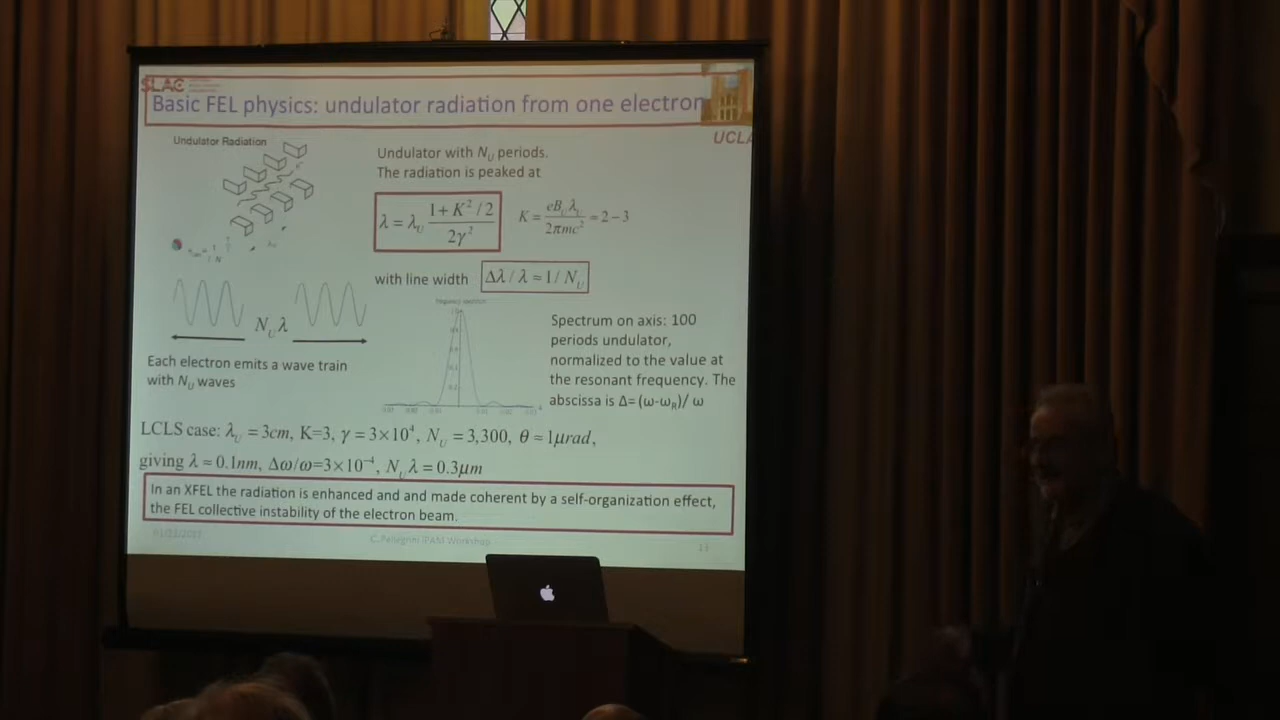 SLAC
Basic FEL physics: undulator radiation from one electron
UCLA
Undulator Radiation
Undulator with N_U periods.
The radiation is peaked at
λ = λ_U (1 + K² / 2) / 2γ²
K = eB_U λ_U / 2πmc² ≈ 2 – 3
with line width Δλ / λ = 1 / N_U
N_U λ
Each electron emits a wave train
with N_U waves
Spectrum on axis: 100
periods undulator,
normalized to the value at
the resonant frequency. The
abscissa is Δ=(ω-ω_R)/ ω
LCLS case: λ_U = 3cm, K=3, γ = 3×10⁴, N_U = 3,300, θ ≈ 1μrad,
giving λ ≈ 0.1nm, Δω/ω=3×10⁻⁴, N_U λ = 0.3μm
In an XFEL the radiation is enhanced and and made coherent by a self-organization effect,
the FEL collective instability of the electron beam.
C. Pellegrini IPAM Workshop
13